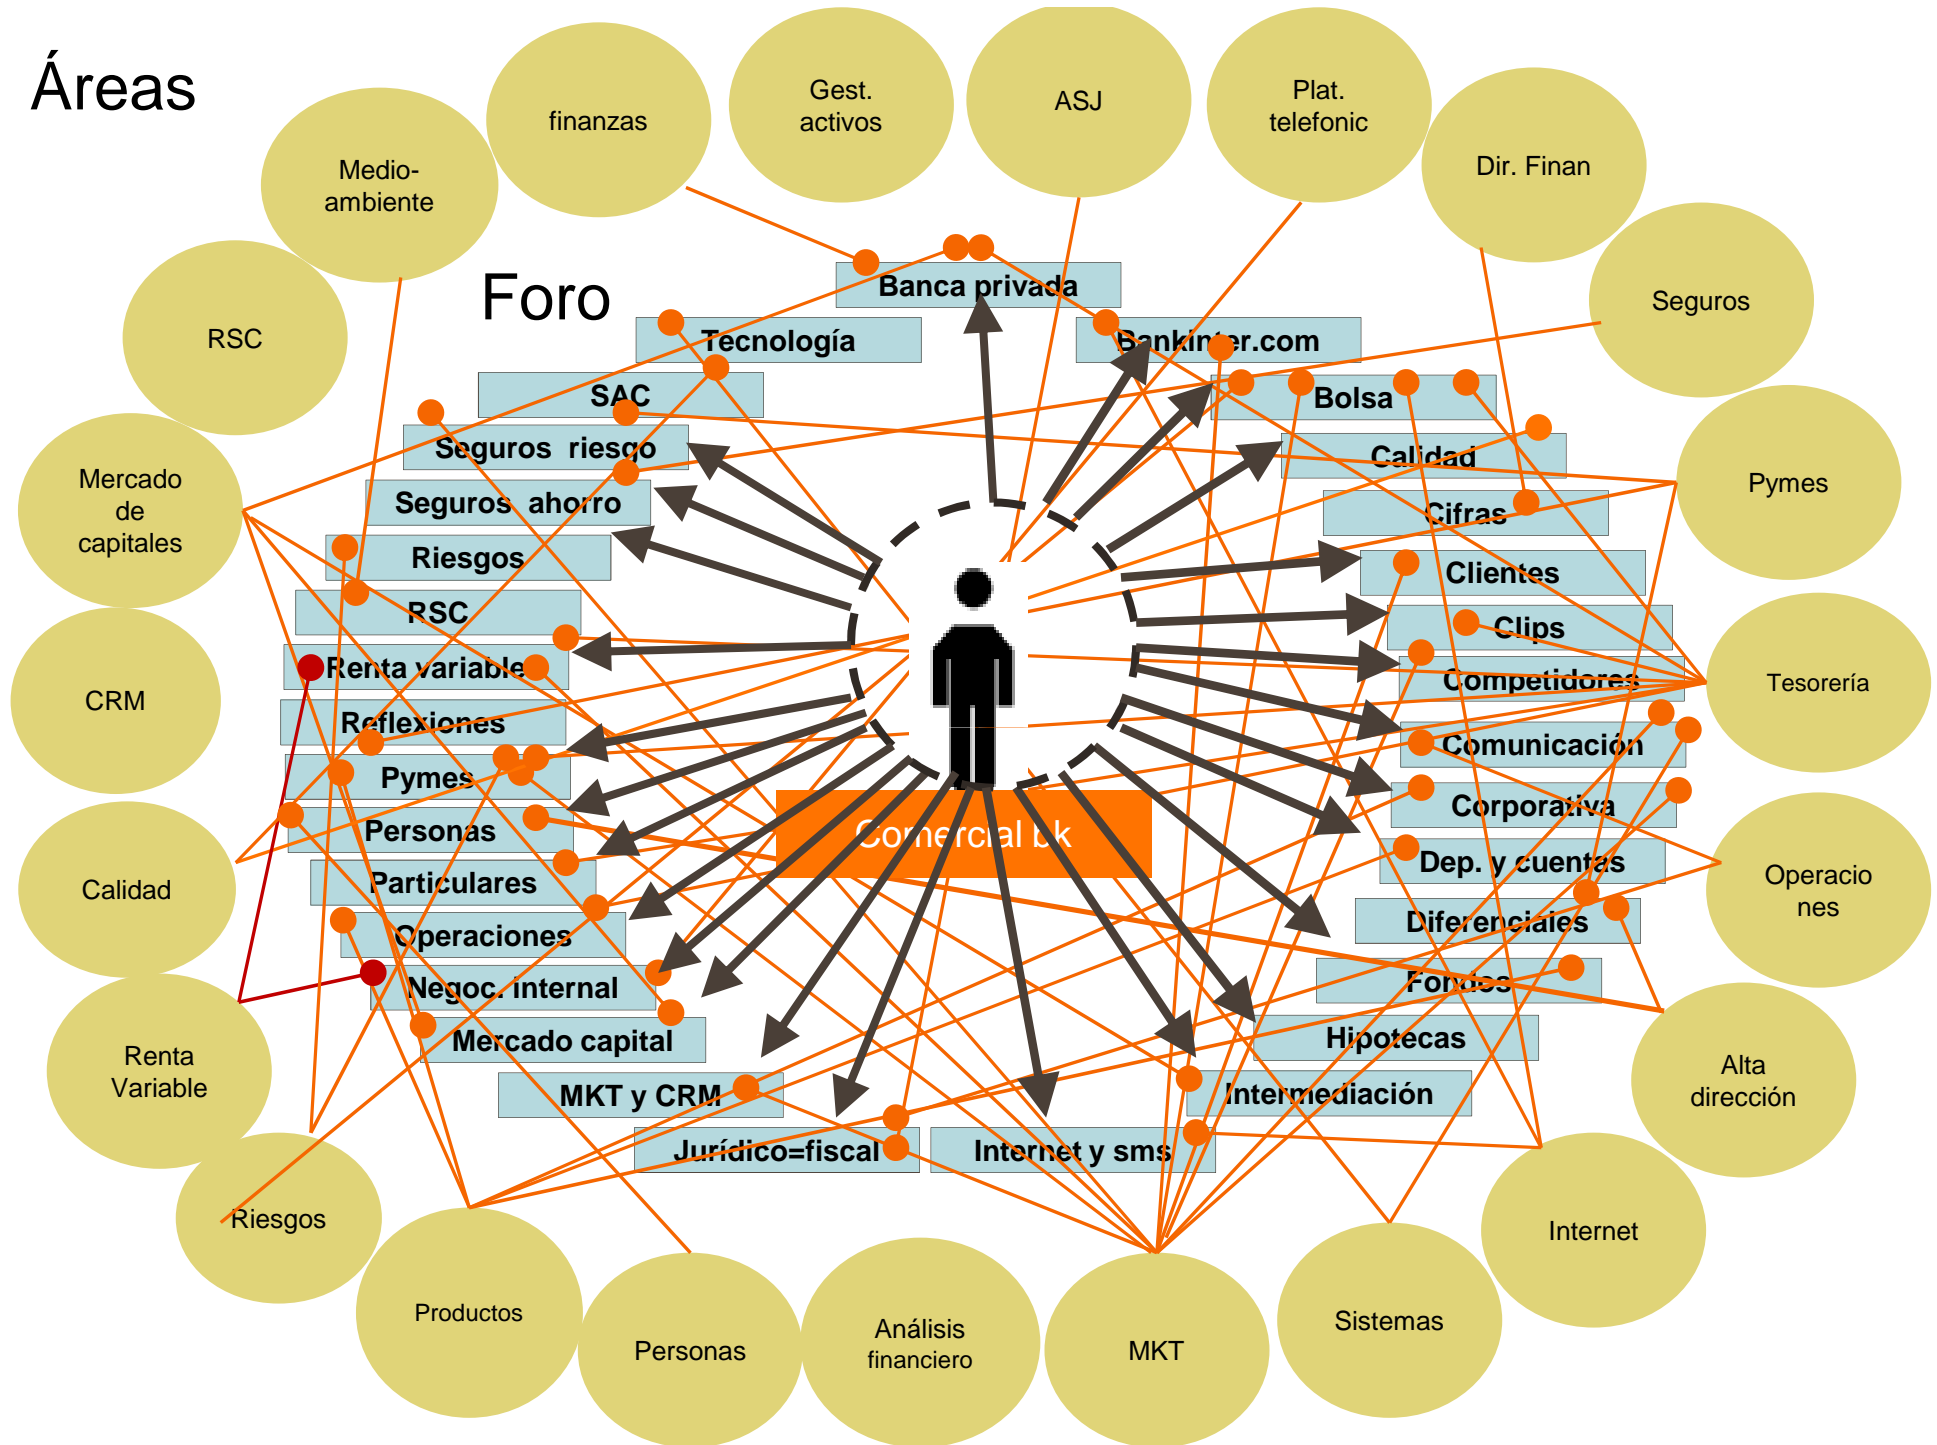 Áreas
Foro
finanzas
Gest.
activos
ASJ
Plat.
telefonic
Dir. Finan
Seguros
Pymes
Tesorería
Operacio
nes
Alta
dirección
Internet
Sistemas
MKT
Análisis
financiero
Personas
Productos
Riesgos
Renta
Variable
Calidad
CRM
Mercado
de
capitales
RSC
Medio-
ambiente
Banca privada
Bankinter.com
Bolsa
Calidad
Cifras
Clientes
Clips
Competidores
Comunicación
Corporativa
Dep. y cuentas
Diferenciales
Fondos
Hipotecas
Intermediación
Internet y sms
Jurídico=fiscal
MKT y CRM
Mercado capital
Negoc. internal
Operaciones
Particulares
Personas
Pymes
Reflexiones
Renta variable
RSC
Riesgos
Seguros ahorro
Seguros riesgo
SAC
Tecnología
Comercial bk